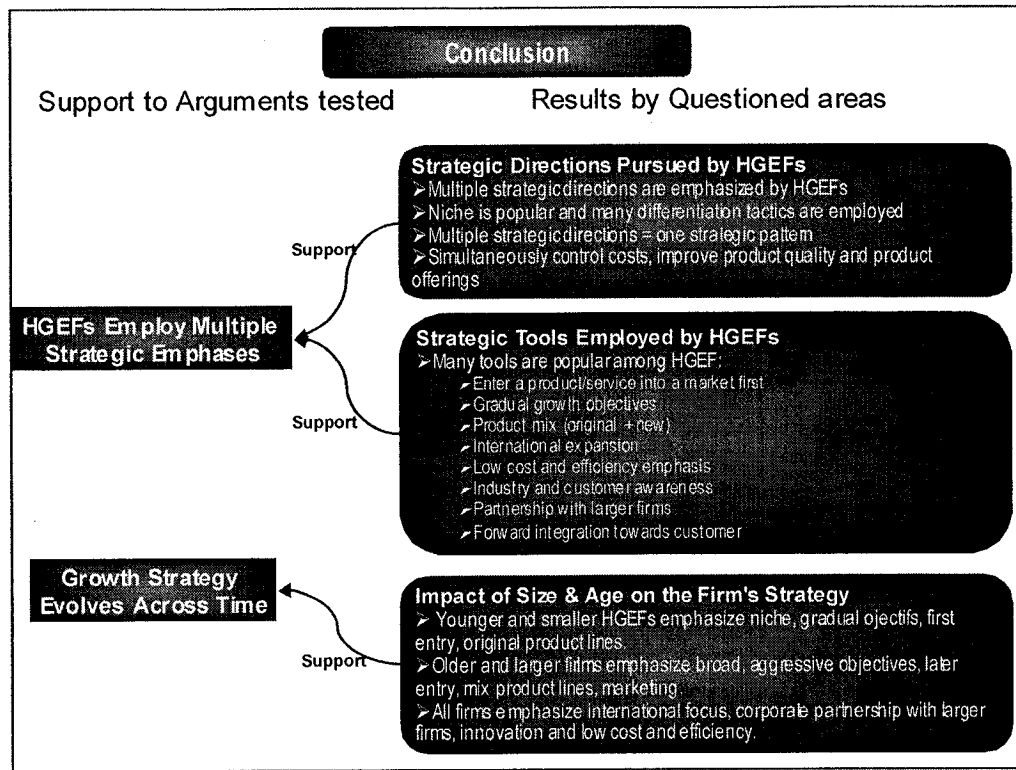 Conclusion
Support to Arguments tested
Results by Questioned areas
Strategic Directions Pursued by HGEFs
➢Multiple strategic directions are emphasized by HGEFs
➢Niche is popular and many differentiation tactics are employed
➢Multiple strategic directions = one strategic pattern
➢Simultaneously control costs, improve product quality and product
offerings
Support
HGEFs Employ Multiple
Strategic Emphases
Strategic Tools Employed by HGEFs
➢Many tools are popular among HGEF:
➢Enter a product/service into a market first
➢Gradual growth objectives
➢Product mix (original + new)
➢International expansion
➢Low cost and efficiency emphasis
➢Industry and customer awareness
➢Partnership with larger firms
➢Forward integration towards customer
Support
Growth Strategy
Evolves Across Time
Impact of Size & Age on the Firm's Strategy
➢ Younger and smaller HGEFs emphasize niche, gradual ojectifs, first
entry, original product lines.
➢Older and larger firms emphasize broad, aggressive objectives, later
entry, mix product lines, marketing
➢All firms emphasize international focus, corporate partnership with larger
firms, innovation and low cost and efficiency.
Support